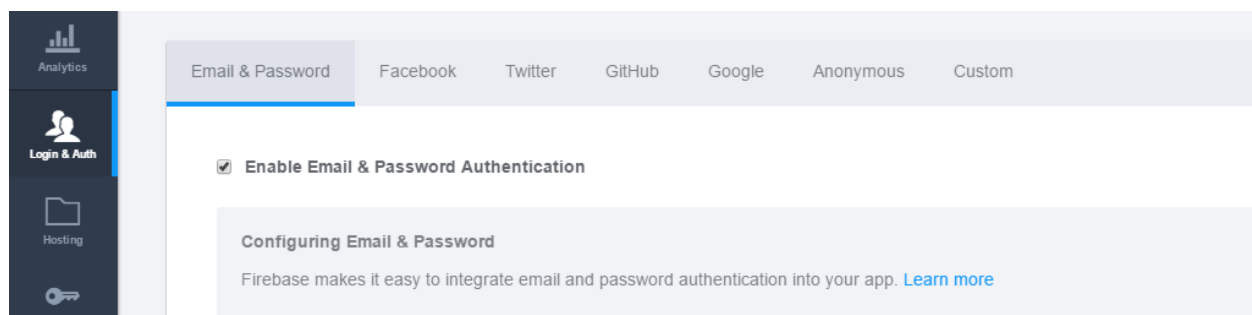 Analytics
Login & Auth
Hosting
Email & Password Facebook Twitter GitHub Google Anonymous Custom
Enable Email & Password Authentication
Configuring Email & Password
Firebase makes it easy to integrate email and password authentication into your app. Learn more